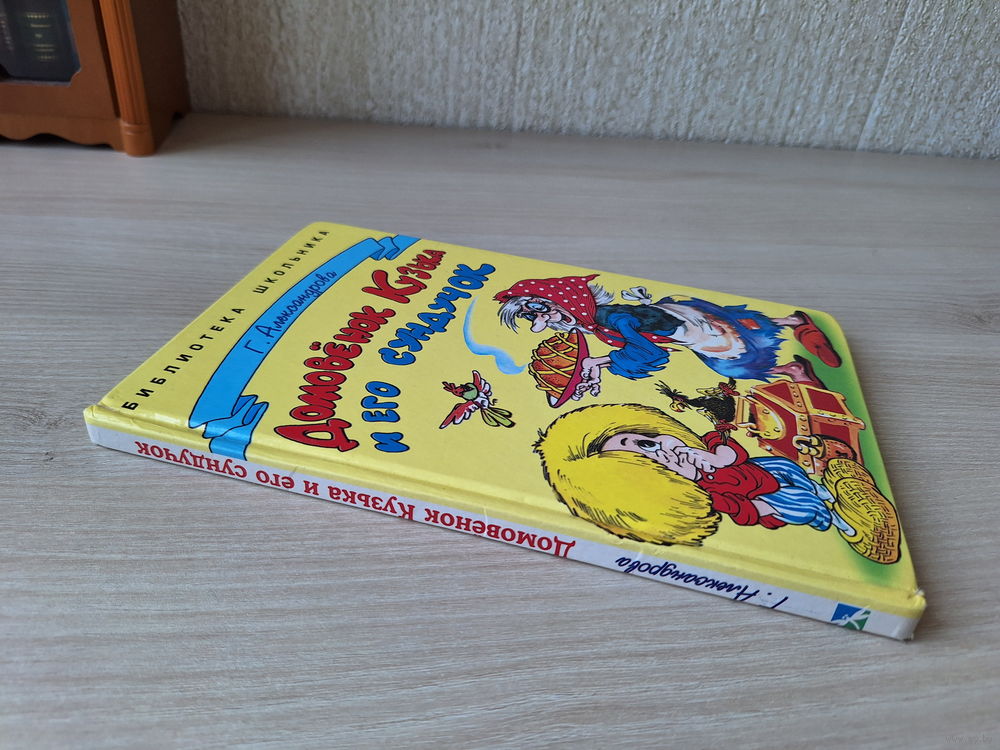 БИБЛИОТЕКА ШКОЛЬНИКА
Г. Александрова
ДОМОВЁНОК КУЗЬКА
И ЕГО СУНДУЧОК
Г. Александрова
Домовенок Кузька и его сундучок